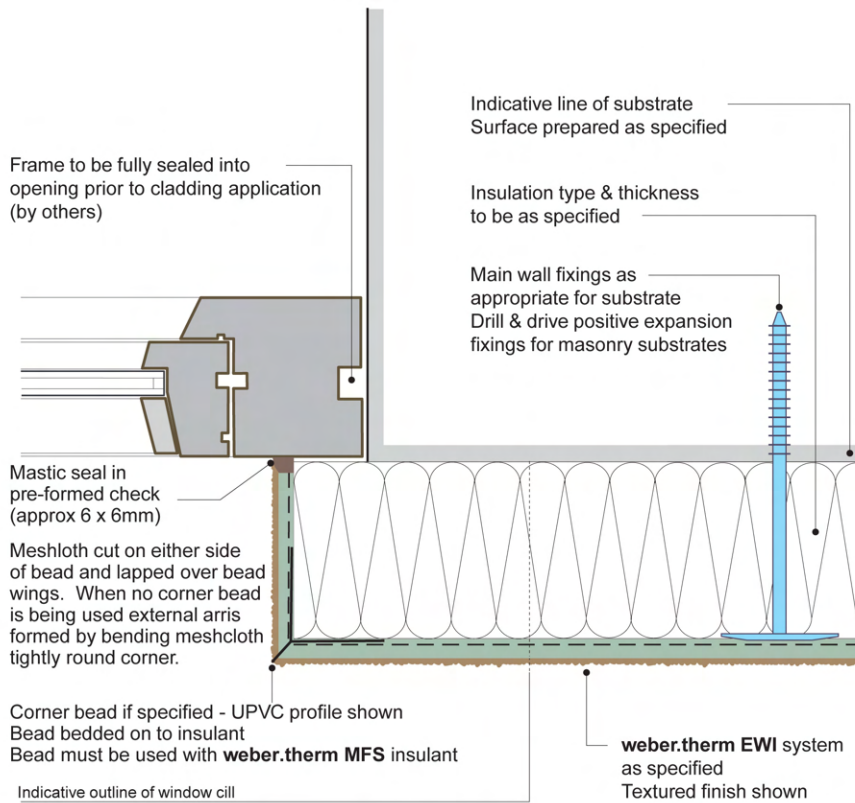 Indicative line of substrate
Surface prepared as specified
Frame to be fully sealed into
opening prior to cladding application
(by others)
Insulation type & thickness
to be as specified
Main wall fixings as
appropriate for substrate
Drill & drive positive expansion
fixings for masonry substrates
Mastic seal in
pre-formed check
(approx 6 x 6mm)
Meshloth cut on either side
of bead and lapped over bead
wings. When no corner bead
is being used external arris
formed by bending meshcloth
tightly round corner.
Corner bead if specified - UPVC profile shown
Bead bedded on to insulant
Bead must be used with weber.therm MFS insulant
weber.therm EWI system
as specified
Textured finish shown
Indicative outline of window cill